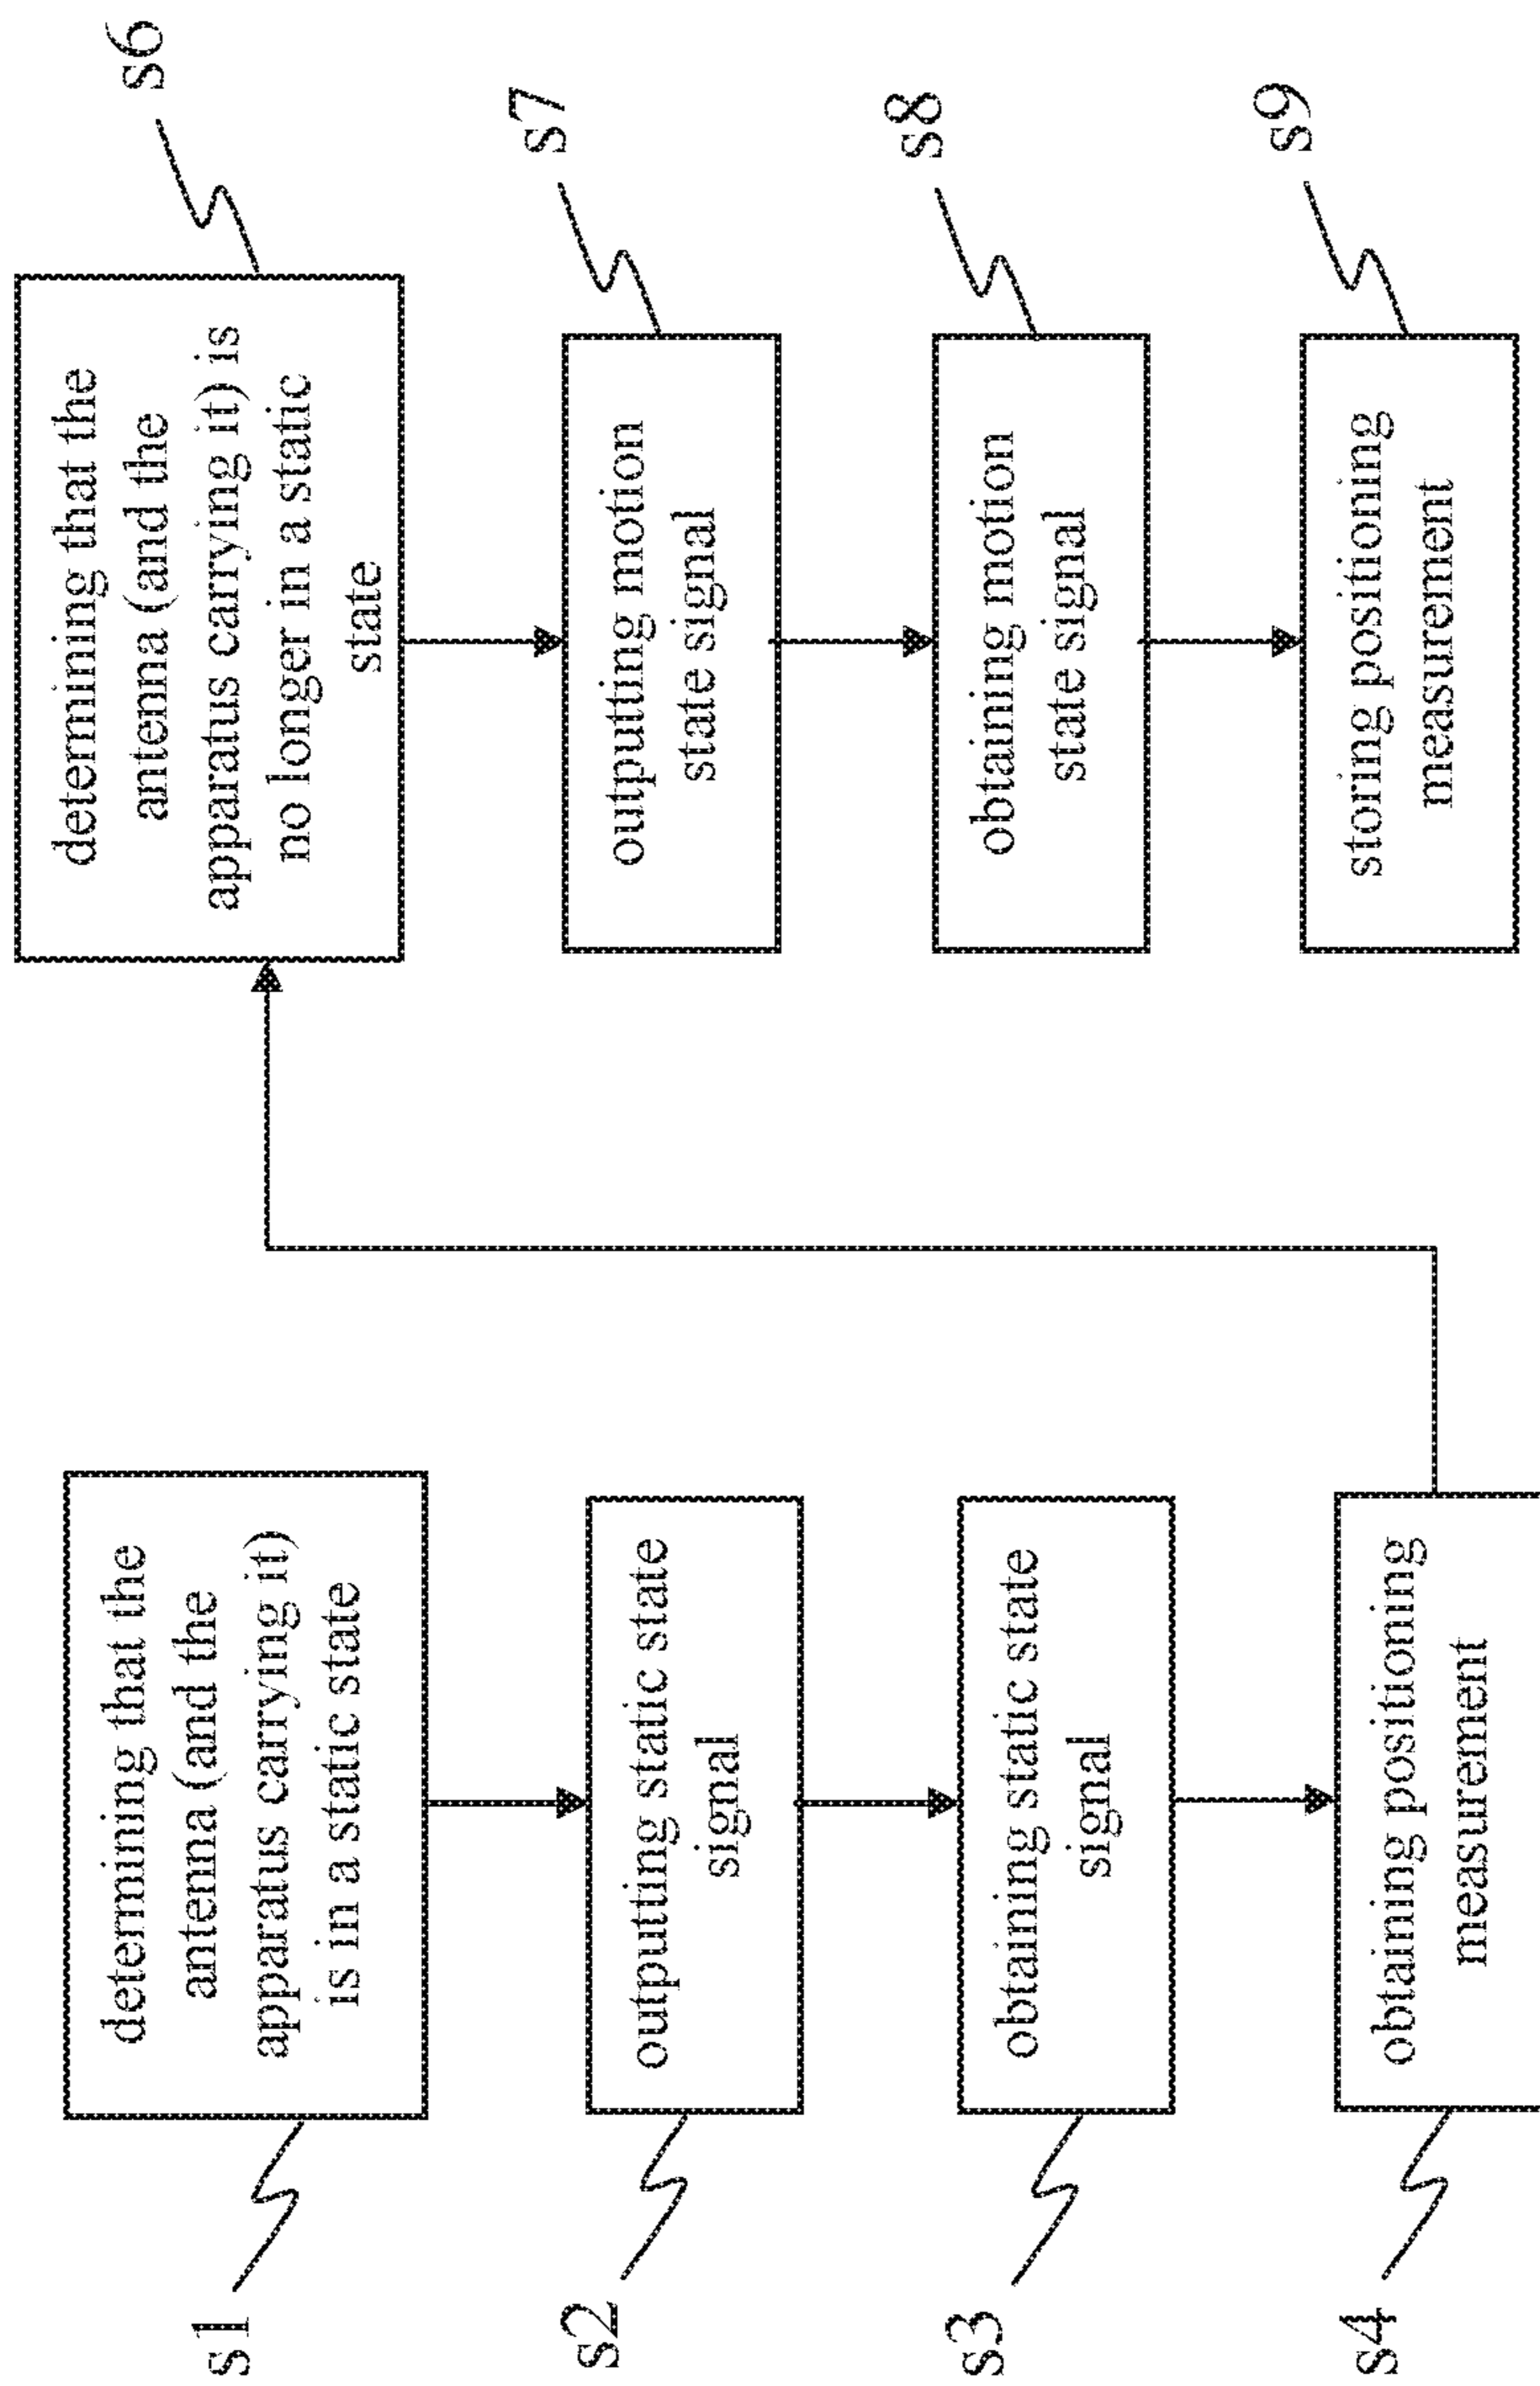 s1
determining that the
antenna (and the
apparatus carrying it)
is in a static state
s2
outputting static state
signal
s3
obtaining static state
signal
s4
obtaining positioning
measurement
s6
determining that the
antenna (and the
apparatus carrying it) is
no longer in a static
state
s7
outputting motion
state signal
s8
obtaining motion
state signal
s9
storing positioning
measurement